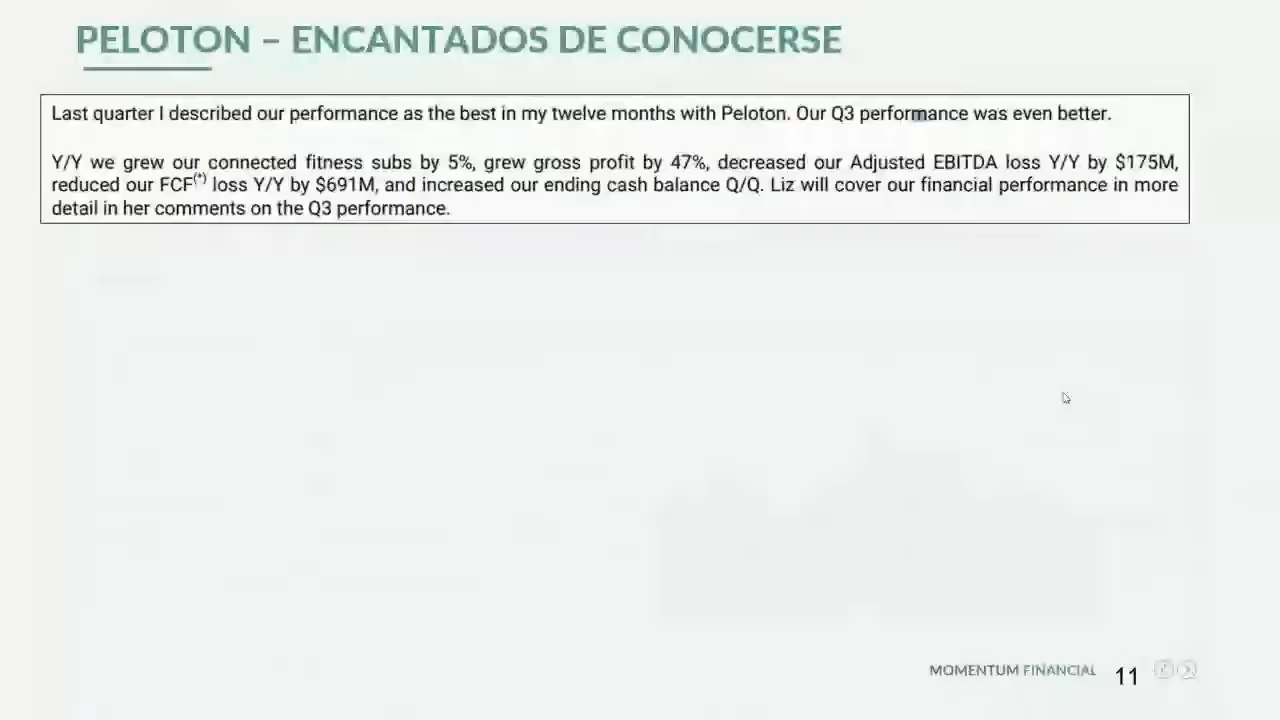 PELOTON – ENCANTADOS DE CONOCERSE
Last quarter I described our performance as the best in my twelve months with Peloton. Our Q3 performance was even better.
Y/Y we grew our connected fitness subs by 5%, grew gross profit by 47%, decreased our Adjusted EBITDA loss Y/Y by $175M,
reduced our FCF(*) loss Y/Y by $691M, and increased our ending cash balance Q/Q. Liz will cover our financial performance in more
detail in her comments on the Q3 performance.
MOMENTUM FINANCIAL 11